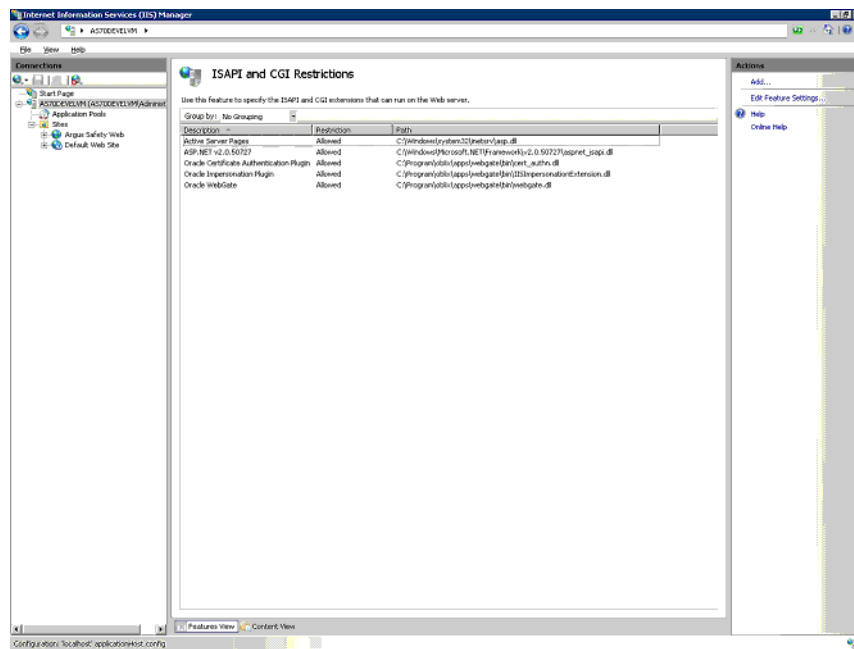 Internet Information Services (IIS) Manager
AS70DEVELVM
File View Help
Connections
Start Page
AS70DEVELVM (AS70DEVELVM\Administ
Application Pools
Sites
Argus Safety Web
Default Web Site
ISAPI and CGI Restrictions
Use this feature to specify the ISAPI and CGI extensions that can run on the Web server.
Group by: No Grouping
Description Restriction Path
Active Server Pages Allowed C:\Windows\system32\inetsrv\asp.dll
ASP.NET v2.0.50727 Allowed C:\Windows\Microsoft.NET\Framework\v2.0.50727\aspnet_isapi.dll
Oracle Certificate Authentication Plugin Allowed C:\Program\oblix\apps\webgate\bin\cert_authn.dll
Oracle Impersonation Plugin Allowed C:\Program\oblix\apps\webgate\bin\IISImpersonationExtension.dll
Oracle WebGate Allowed C:\Program\oblix\apps\webgate\bin\webgate.dll
Actions
Add...
Edit Feature Settings...
Help
Online Help
Features View Content View
Configuration: 'localhost' applicationHost.config